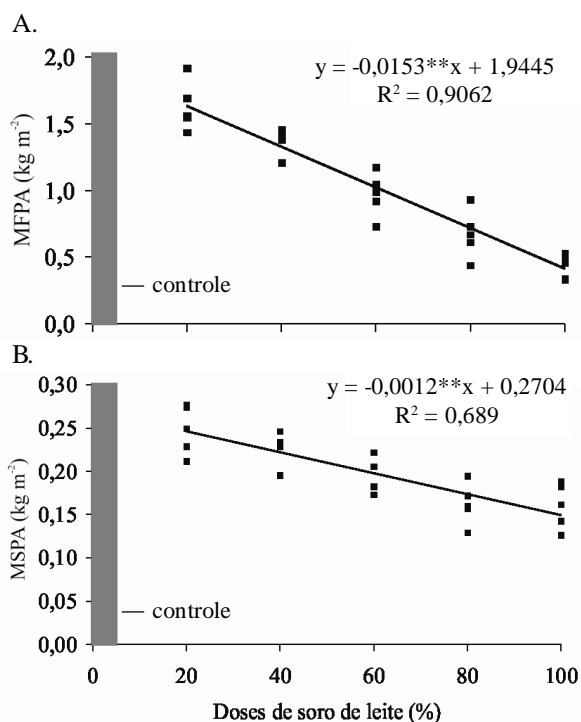 A.
y = -0,0153**x + 1,9445
R² = 0,9062
MFPA (kg m⁻²)
2,0
1,5
1,0
0,5
0,0
controle
B.
y = -0,0012**x + 0,2704
R² = 0,689
MSPA (kg m⁻²)
0,30
0,25
0,20
0,15
0,10
0,05
0,00
controle
0 20 40 60 80 100
Doses de soro de leite (%)